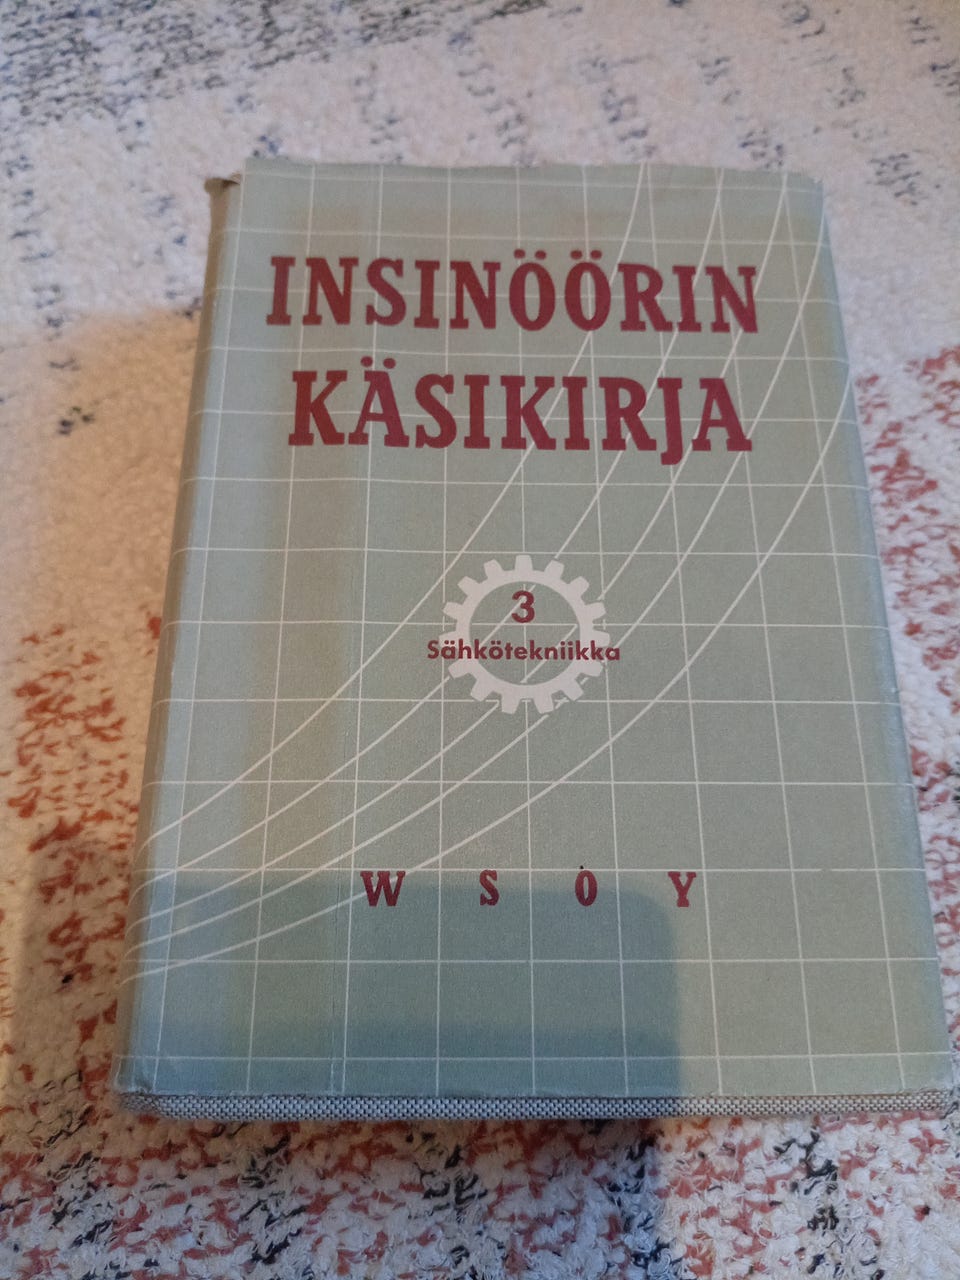 INSINÖÖRIN
KÄSIKIRJA
3
Sähkötekniikka
WSOY